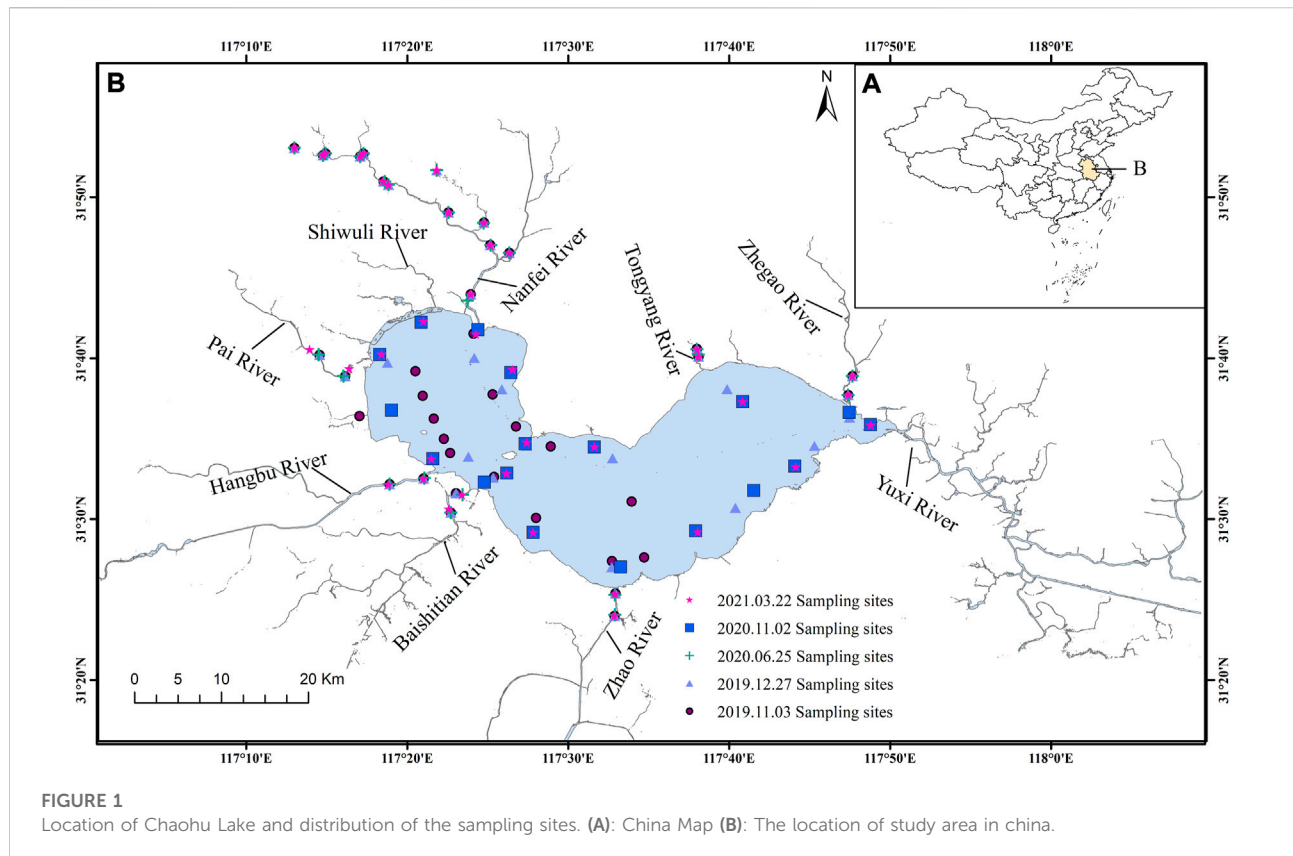 117°10'E 117°20'E 117°30'E 117°40'E 117°50'E 118°0'E
B
N
A
B
31°50'N
31°50'N
Shiwuli River
Nanfei River
Tongyang River
Zhegao River
Pai River
31°40'N
31°40'N
Hangbu River
Yuxi River
31°30'N
31°30'N
Baishitian River
Zhao River
2021.03.22 Sampling sites
2020.11.02 Sampling sites
2020.06.25 Sampling sites
2019.12.27 Sampling sites
2019.11.03 Sampling sites
31°20'N
31°20'N
0 5 10 20 Km
117°10'E 117°20'E 117°30'E 117°40'E 117°50'E 118°0'E
FIGURE 1
Location of Chaohu Lake and distribution of the sampling sites. (A): China Map (B): The location of study area in china.